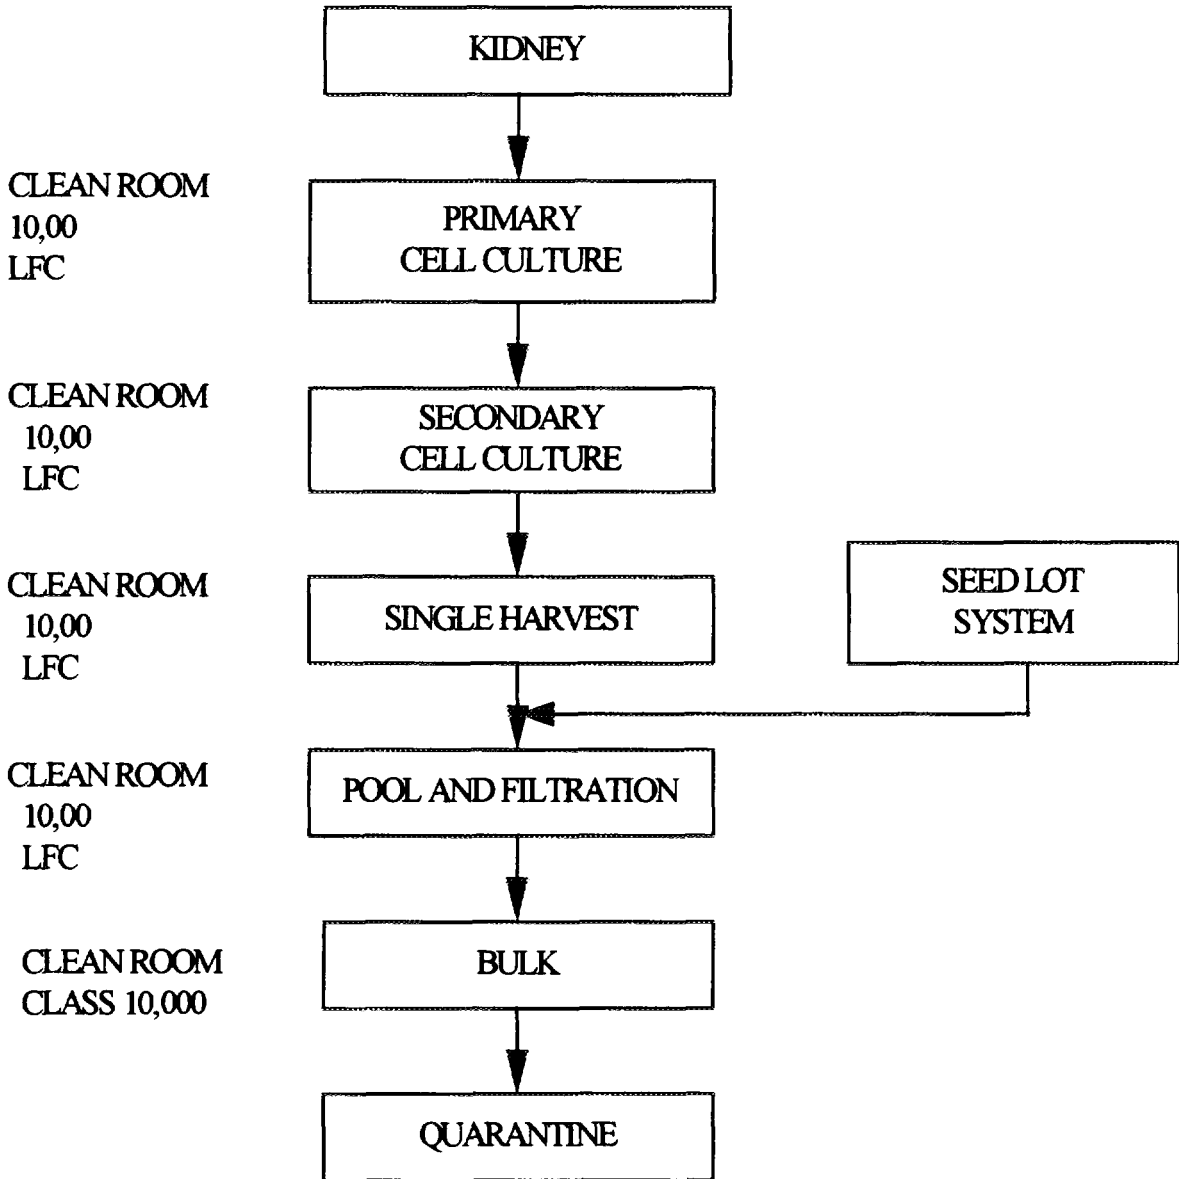 KIDNEY
CLEAN ROOM
10,00
LFC
PRIMARY
CELL CULTURE
CLEAN ROOM
10,00
LFC
SECONDARY
CELL CULTURE
CLEAN ROOM
10,00
LFC
SINGLE HARVEST
SEED LOT
SYSTEM
CLEAN ROOM
10,00
LFC
POOL AND FILTRATION
CLEAN ROOM
CLASS 10,000
BULK
QUARANTINE